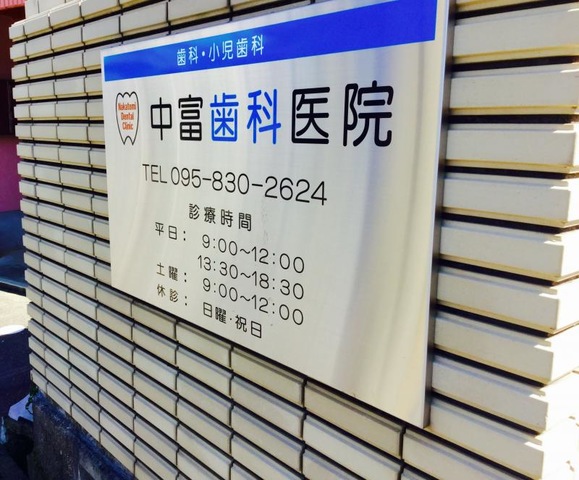 歯科・小児歯科
Nakatomi
Dental
Clinic
中富歯科医院
TEL 095-830-2624
診療時間
平日： 9:00〜12:00
13:30〜18:30
土曜： 9:00〜12:00
休診： 日曜・祝日